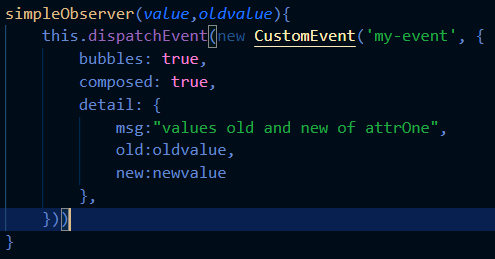 simpleObserver(value,oldvalue){
this.dispatchEvent(new CustomEvent('my-event', {
bubbles: true,
composed: true,
detail: {
msg:"values old and new of attrOne",
old:oldvalue,
new:newvalue
},
}))
}